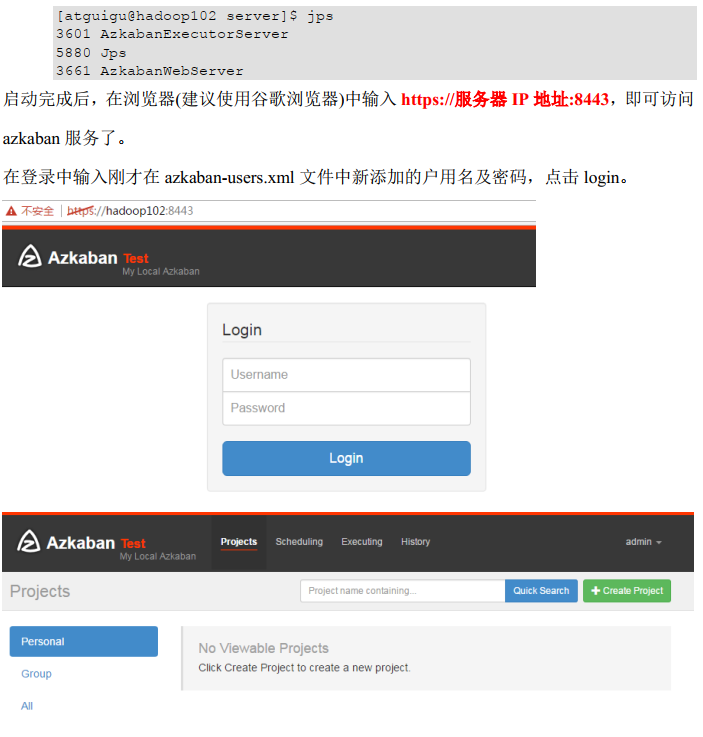 [atguigu@hadoop102 server]$ jps
3601 AzkabanExecutorServer
5880 Jps
3661 AzkabanWebServer
启动完成后，在浏览器(建议使用谷歌浏览器)中输入 https://服务器 IP 地址:8443，即可访问
azkaban 服务了。
在登录中输入刚才在 azkaban-users.xml 文件中新添加的户用名及密码，点击 login。
不安全 | https://hadoop102:8443
Azkaban Test
My Local Azkaban
Login
Username
Password
Login
Azkaban Test
My Local Azkaban
Projects Scheduling Executing History admin
Projects
Project name containing... Quick Search Create Project
Personal
Group
All
No Viewable Projects
Click Create Project to create a new project.